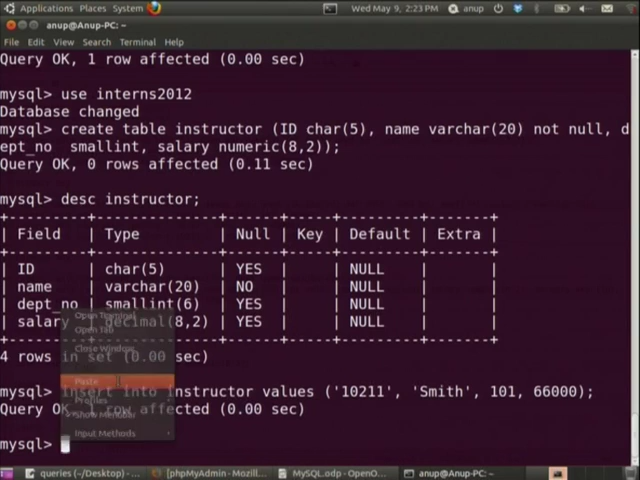 Applications Places System Wed May 9, 2:23 PM anup
anup@Anup-PC: ~
File Edit View Search Terminal Help
Query OK, 1 row affected (0.00 sec)
mysql> use interns2012
Database changed
mysql> create table instructor (ID char(5), name varchar(20) not null, d
ept_no smallint, salary numeric(8,2));
Query OK, 0 rows affected (0.11 sec)
mysql> desc instructor;
+--------+-------------+------+-----+---------+-------+
| Field | Type | Null | Key | Default | Extra |
+--------+-------------+------+-----+---------+-------+
| ID | char(5) | YES | | NULL | |
| name | varchar(20) | NO | | NULL | |
| dept_no | smallint(6) | YES | | NULL | |
| salary | decimal(8,2) | YES | | NULL | |
+--------+-------------+------+-----+---------+-------+
4 rows in set (0.00 sec)
mysql> insert into instructor values ('10211', 'Smith', 101, 66000);
Query OK, 1 row affected (0.00 sec)
mysql>
Open Terminal
Open Tab
Close Window
Paste
Profiles
Show Menubar
Input Methods
queries (~/Desktop) - ... [phpMyAdmin - Mozill... MySQL.odp - OpenO... anup@Anup-PC: ~